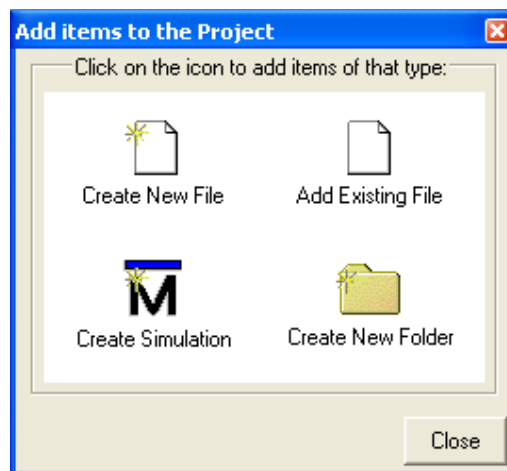 Add items to the Project
Click on the icon to add items of that type:
Create New File
Add Existing File
M
Create Simulation
Create New Folder
Close